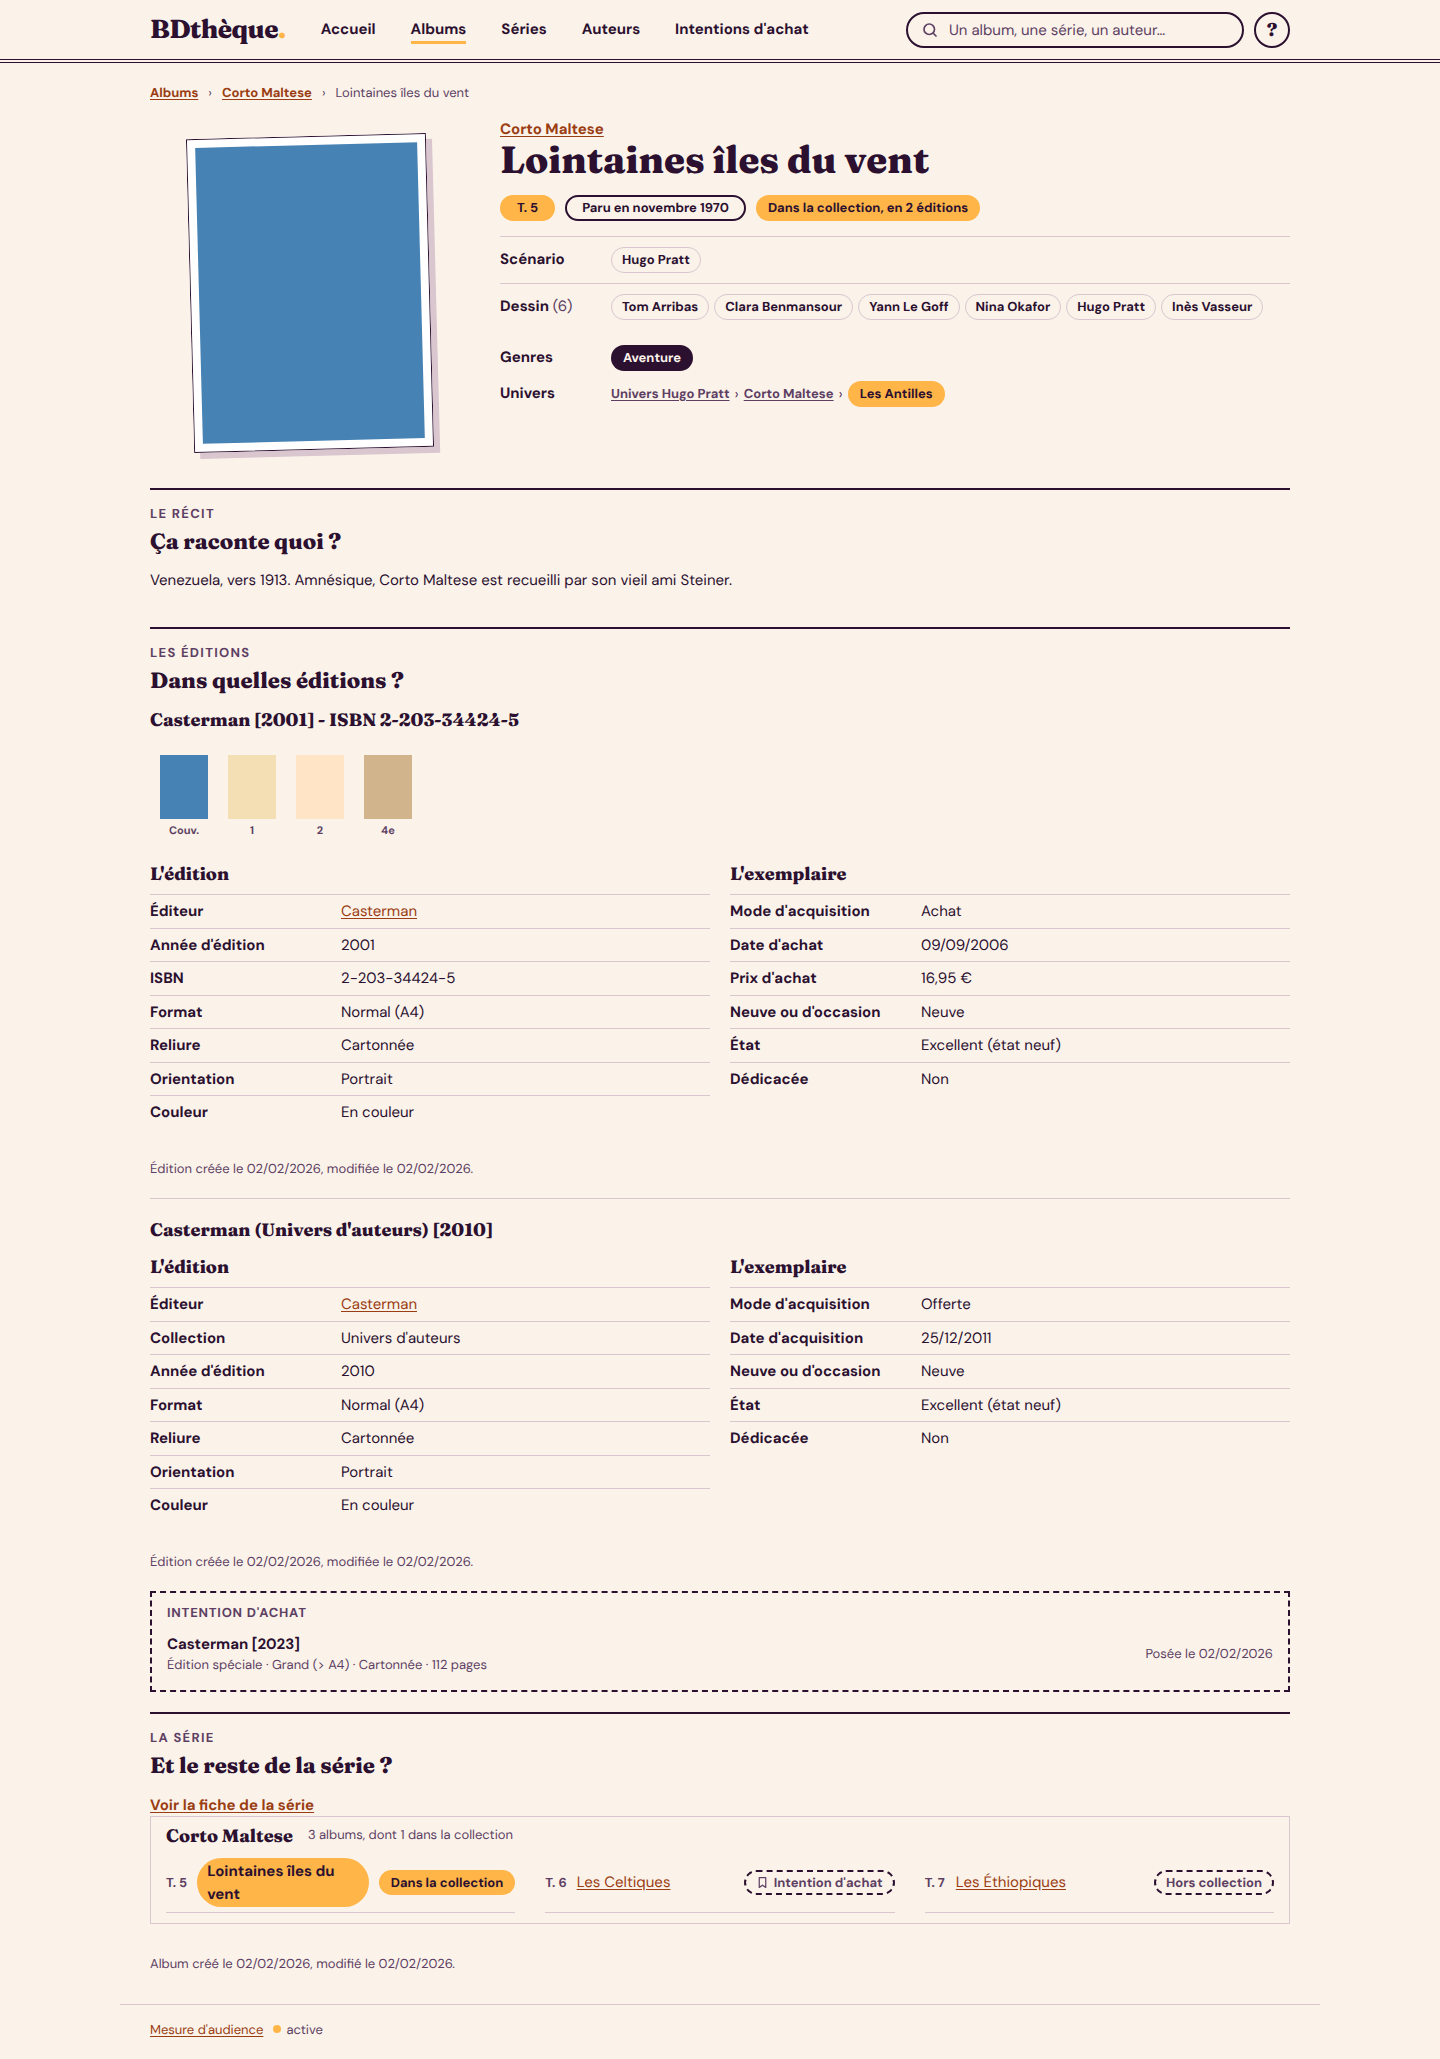 BDthèque.
Accueil Albums Séries Auteurs Intentions d'achat Un album, une série, un auteur... ?
Albums › Corto Maltese › Lointaines îles du vent
Corto Maltese
Lointaines îles du vent
T. 5 Paru en novembre 1970 Dans la collection, en 2 éditions
Scénario Hugo Pratt
Dessin (6) Tom Arribas Clara Benmansour Yann Le Goff Nina Okafor Hugo Pratt Inès Vasseur
Genres Aventure
Univers Univers Hugo Pratt › Corto Maltese › Les Antilles
LE RÉCIT
Ça raconte quoi ?
Venezuela, vers 1913. Amnésique, Corto Maltese est recueilli par son vieil ami Steiner.
LES ÉDITIONS
Dans quelles éditions ?
Casterman [2001] - ISBN 2-203-34424-5
Couv. 1 2 4e
L'édition
Éditeur Casterman
Année d'édition 2001
ISBN 2-203-34424-5
Format Normal (A4)
Reliure Cartonnée
Orientation Portrait
Couleur En couleur
L'exemplaire
Mode d'acquisition Achat
Date d'achat 09/09/2006
Prix d'achat 16,95 €
Neuve ou d'occasion Neuve
État Excellent (état neuf)
Dédicacée Non
Édition créée le 02/02/2026, modifiée le 02/02/2026.
Casterman (Univers d'auteurs) [2010]
L'édition
Éditeur Casterman
Collection Univers d'auteurs
Année d'édition 2010
Format Normal (A4)
Reliure Cartonnée
Orientation Portrait
Couleur En couleur
L'exemplaire
Mode d'acquisition Offerte
Date d'acquisition 25/12/2011
Neuve ou d'occasion Neuve
État Excellent (état neuf)
Dédicacée Non
Édition créée le 02/02/2026, modifiée le 02/02/2026.
INTENTION D'ACHAT
Casterman [2023]
Édition spéciale · Grand (> A4) · Cartonnée · 112 pages
Posée le 02/02/2026
LA SÉRIE
Et le reste de la série ?
Voir la fiche de la série
Corto Maltese 3 albums, dont 1 dans la collection
T. 5 Lointaines îles du
vent
Dans la collection
T. 6 Les Celtiques Intention d'achat
T. 7 Les Éthiopiques Hors collection
Album créé le 02/02/2026, modifié le 02/02/2026.
Mesure d'audience active